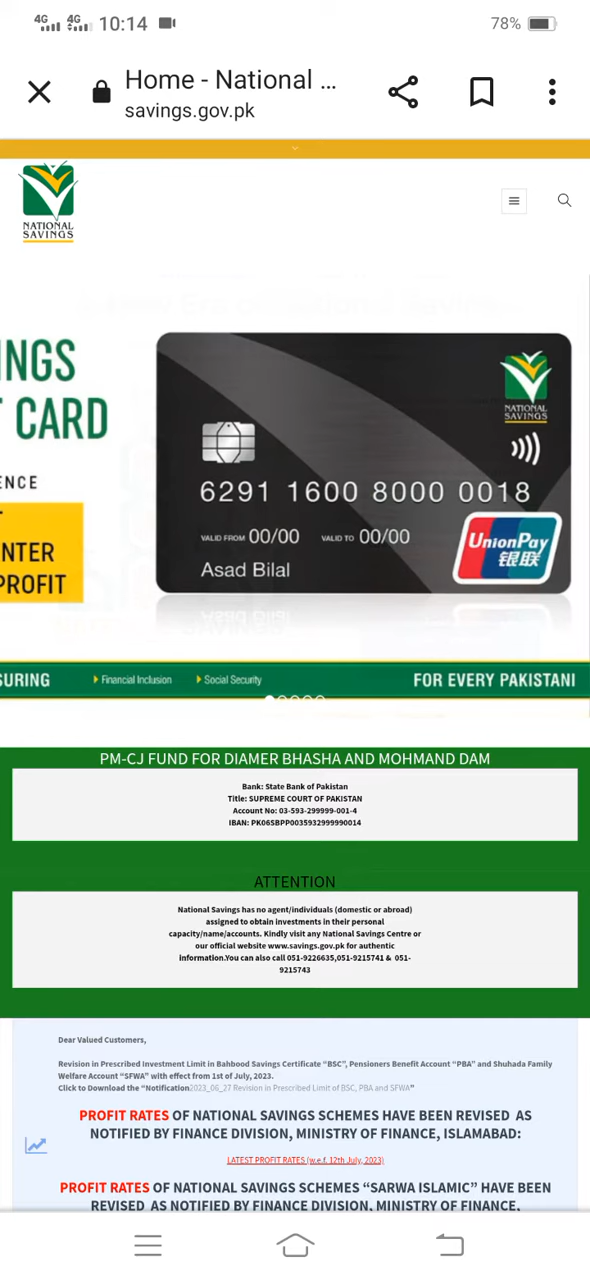 4G 4G 10:14 78%
Home - National ...
savings.gov.pk
NATIONAL
SAVINGS
INGS
T CARD
ENCE
NTER
PROFIT
NATIONAL
SAVINGS
6291 1600 8000 0018
VALID FROM 00/00 VALID TO 00/00
Asad Bilal
UnionPay
银联
SURING Financial Inclusion Social Security FOR EVERY PAKISTANI
PM-CJ FUND FOR DIAMER BHASHA AND MOHMAND DAM
Bank: State Bank of Pakistan
Title: SUPREME COURT OF PAKISTAN
Account No: 03-593-299999-001-4
IBAN: PK06SBPP0035932999990014
ATTENTION
National Savings has no agent/individuals (domestic or abroad)
assigned to obtain investments in their personal
capacity/name/accounts. Kindly visit any National Savings Centre or
our official website www.savings.gov.pk for authentic
information.You can also call 051-9226635,051-9215741 & 051-
9215743
Dear Valued Customers,
Revision in Prescribed Investment Limit in Bahbood Savings Certificate “BSC”, Pensioners Benefit Account “PBA” and Shuhada Family
Welfare Account “SFWA” with effect from 1st of July, 2023.
Click to Download the “Notification2023_06_27 Revision in Prescribed Limit of BSC, PBA and SFWA”
PROFIT RATES OF NATIONAL SAVINGS SCHEMES HAVE BEEN REVISED AS
NOTIFIED BY FINANCE DIVISION, MINISTRY OF FINANCE, ISLAMABAD:
LATEST PROFIT RATES (w.e.f. 12th July, 2023)
PROFIT RATES OF NATIONAL SAVINGS SCHEMES “SARWA ISLAMIC” HAVE BEEN
REVISED AS NOTIFIED BY FINANCE DIVISION, MINISTRY OF FINANCE,